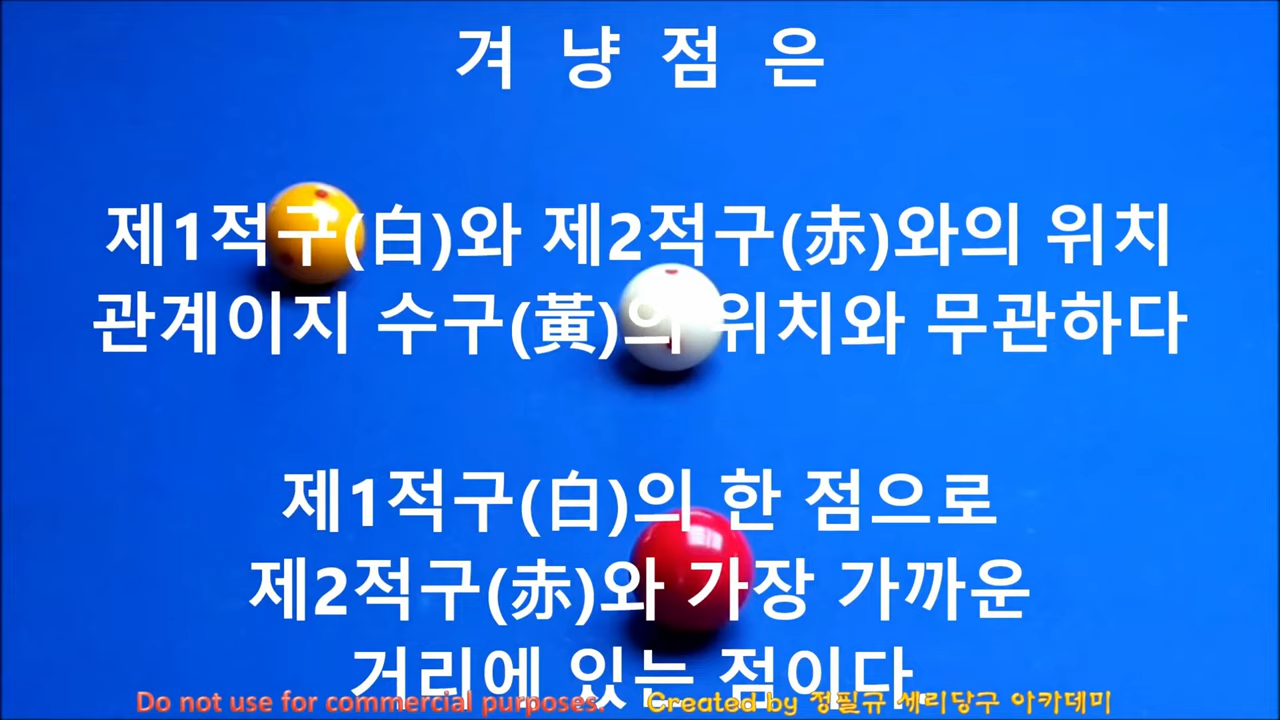 겨 냥 점 은
제1적구(白)와 제2적구(赤)와의 위치
관계이지 수구(黃)의 위치와 무관하다
제1적구(白)의 한 점으로
제2적구(赤)와 가장 가까운
거리에 있는 점이다.
Do not use for commercial purposes. Created by 정필규 세리당구 아카데미